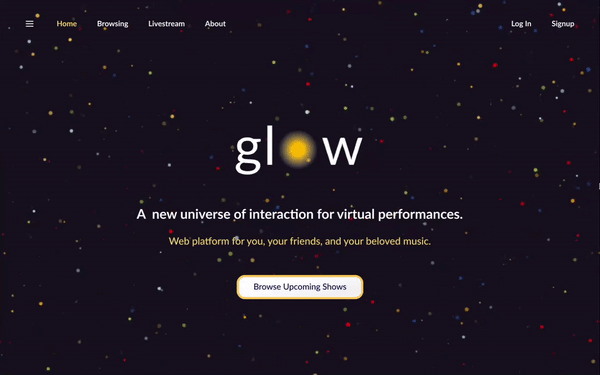 Home Browsing Livestream About Log In Signup
glow
A new universe of interaction for virtual performances.
Web platform for you, your friends, and your beloved music.
Browse Upcoming Shows